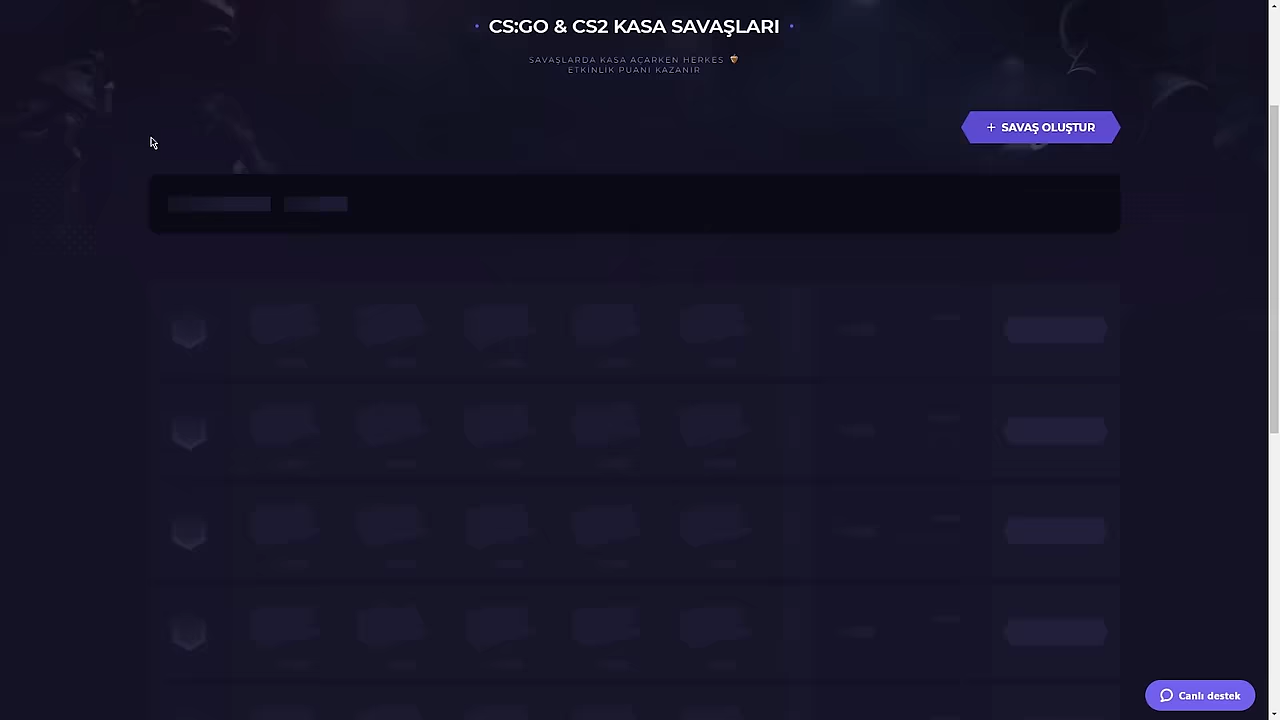 CS:GO & CS2 KASA SAVAŞLARI
SAVAŞLARDA KASA AÇARKEN HERKES
ETKİNLİK PUANI KAZANIR
+ SAVAŞ OLUŞTUR
Canlı destek